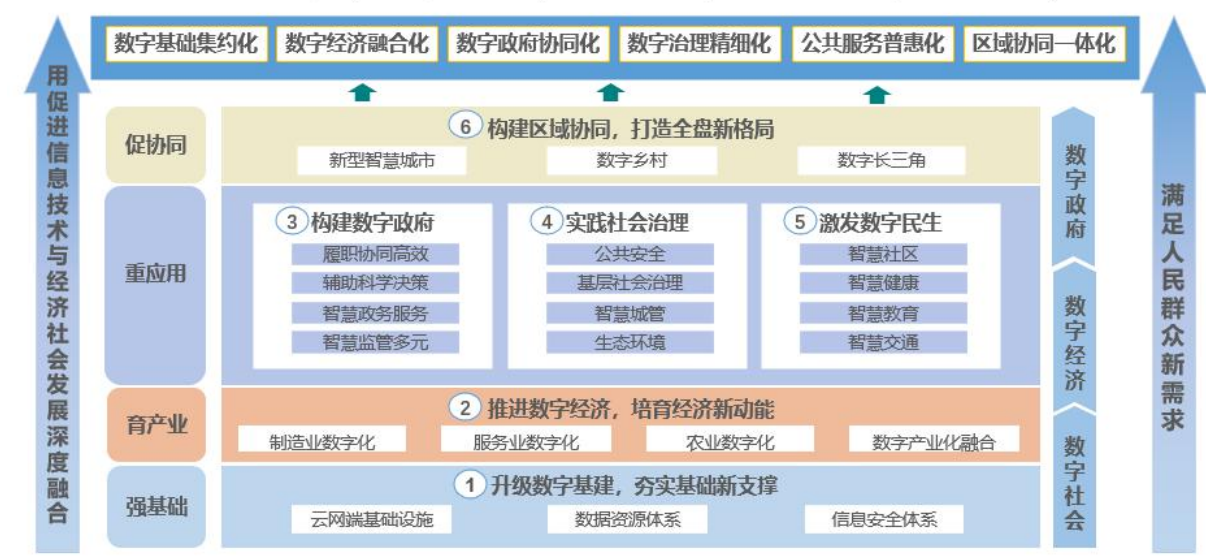 数字基础集约化 数字经济融合化 数字政府协同化 数字治理精细化 公共服务普惠化 区域协同一体化
用促进信息技术与经济社会发展深度融合
促协同
6 构建区域协同，打造全盘新格局
新型智慧城市 数字乡村 数字长三角
重应用
3 构建数字政府
履职协同高效
辅助科学决策
智慧政务服务
智慧监管多元
4 实践社会治理
公共安全
基层社会治理
智慧城管
生态环境
5 激发数字民生
智慧社区
智慧健康
智慧教育
智慧交通
育产业
2 推进数字经济，培育经济新动能
制造业数字化 服务业数字化 农业数字化 数字产业化融合
强基础
1 升级数字基建，夯实基础新支撑
云网端基础设施 数据资源体系 信息安全体系
数字政府
数字经济
数字社会
满足人民群众新需求